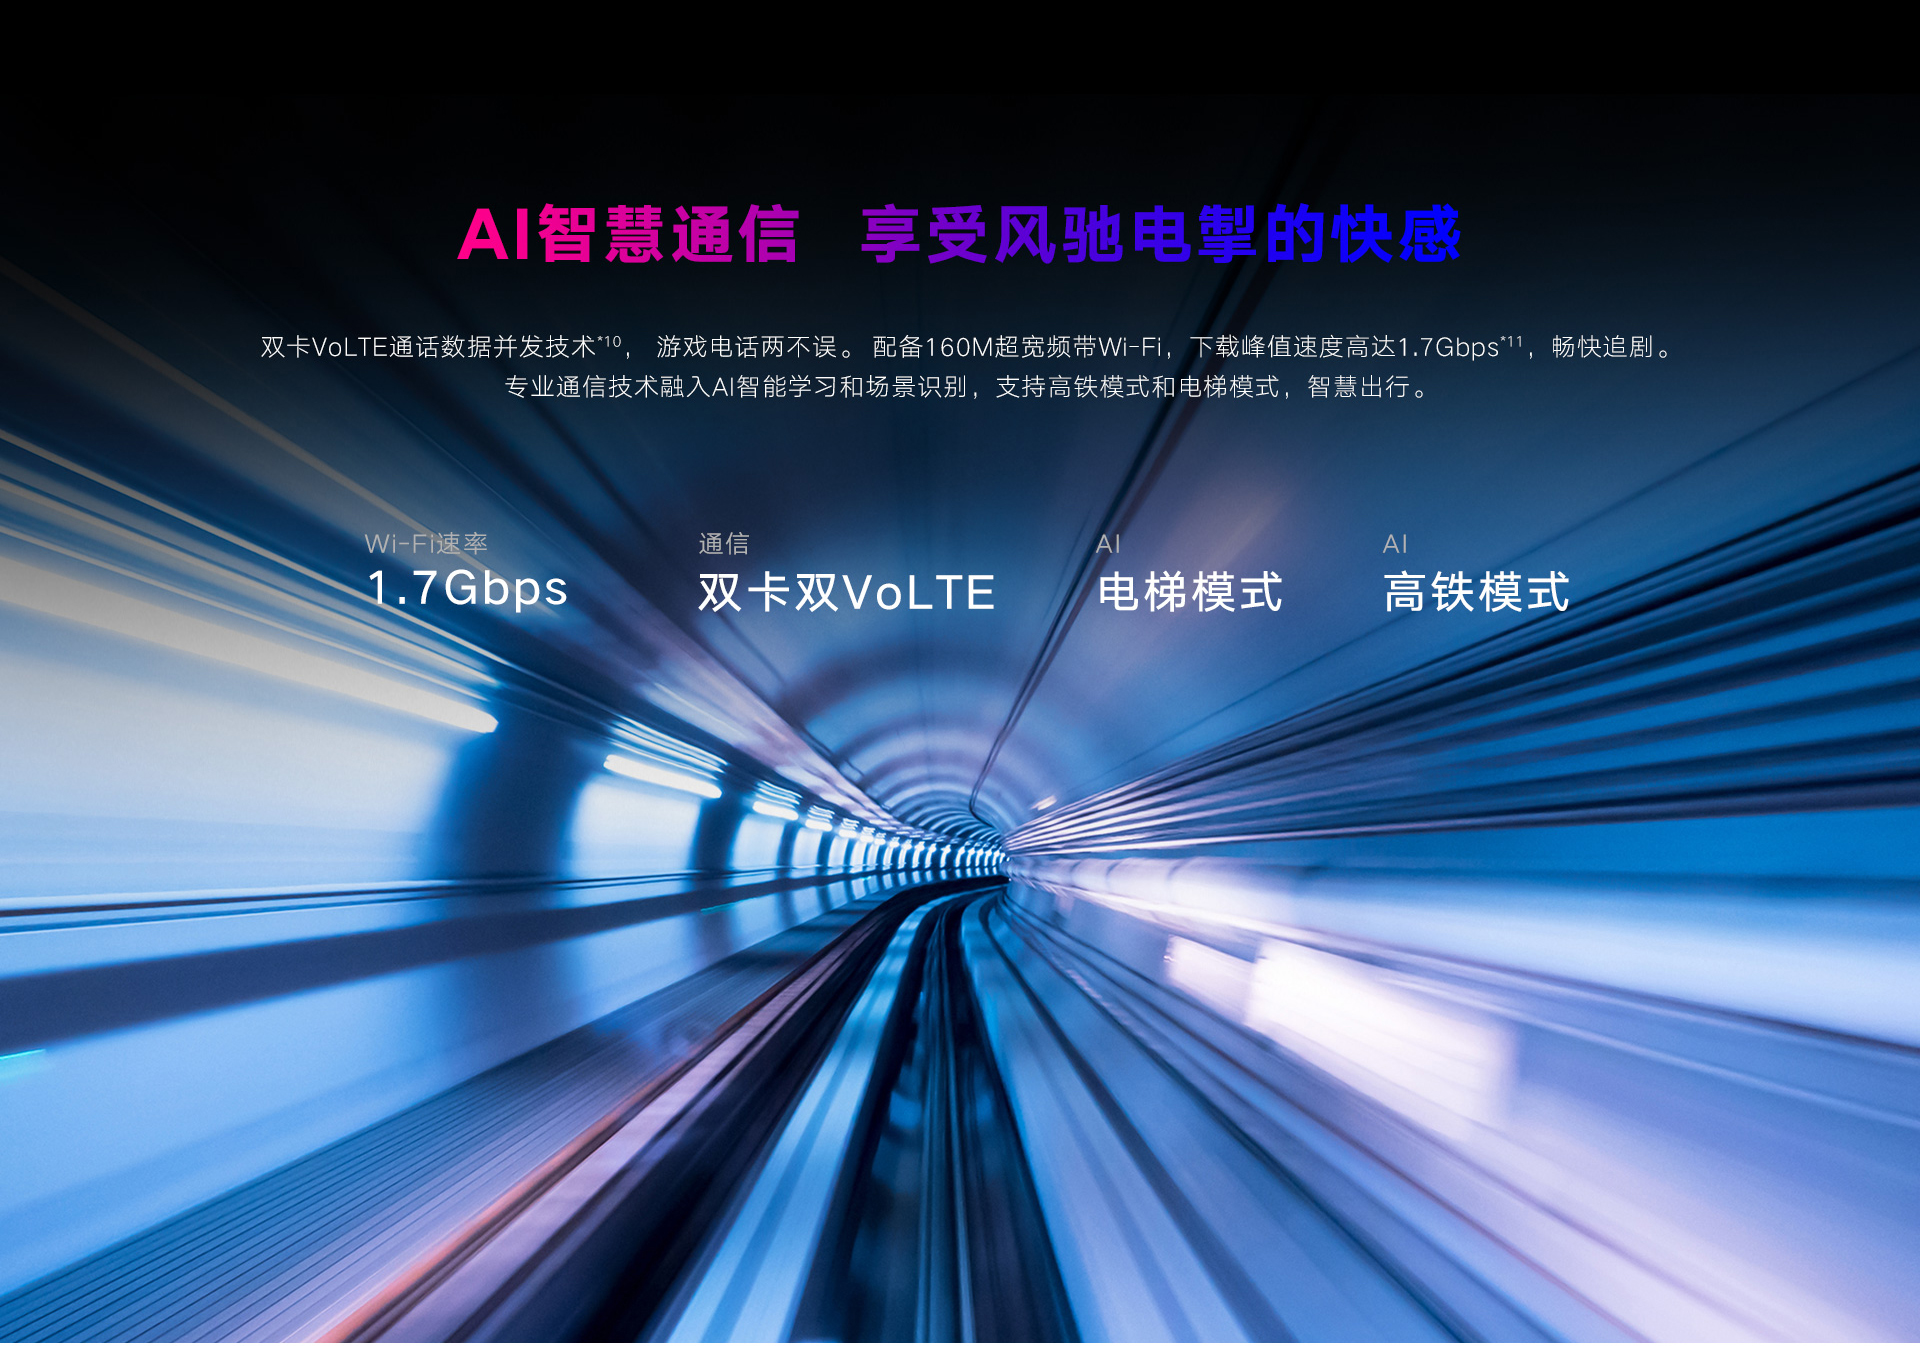 AI智慧通信 享受风驰电掣的快感
双卡VoLTE通话数据并发技术*10， 游戏电话两不误。配备160M超宽频带Wi-Fi，下载峰值速度高达1.7Gbps*11，畅快追剧。
专业通信技术融入AI智能学习和场景识别，支持高铁模式和电梯模式，智慧出行。
Wi-Fi速率 通信 AI AI
1.7Gbps 双卡双VoLTE 电梯模式 高铁模式